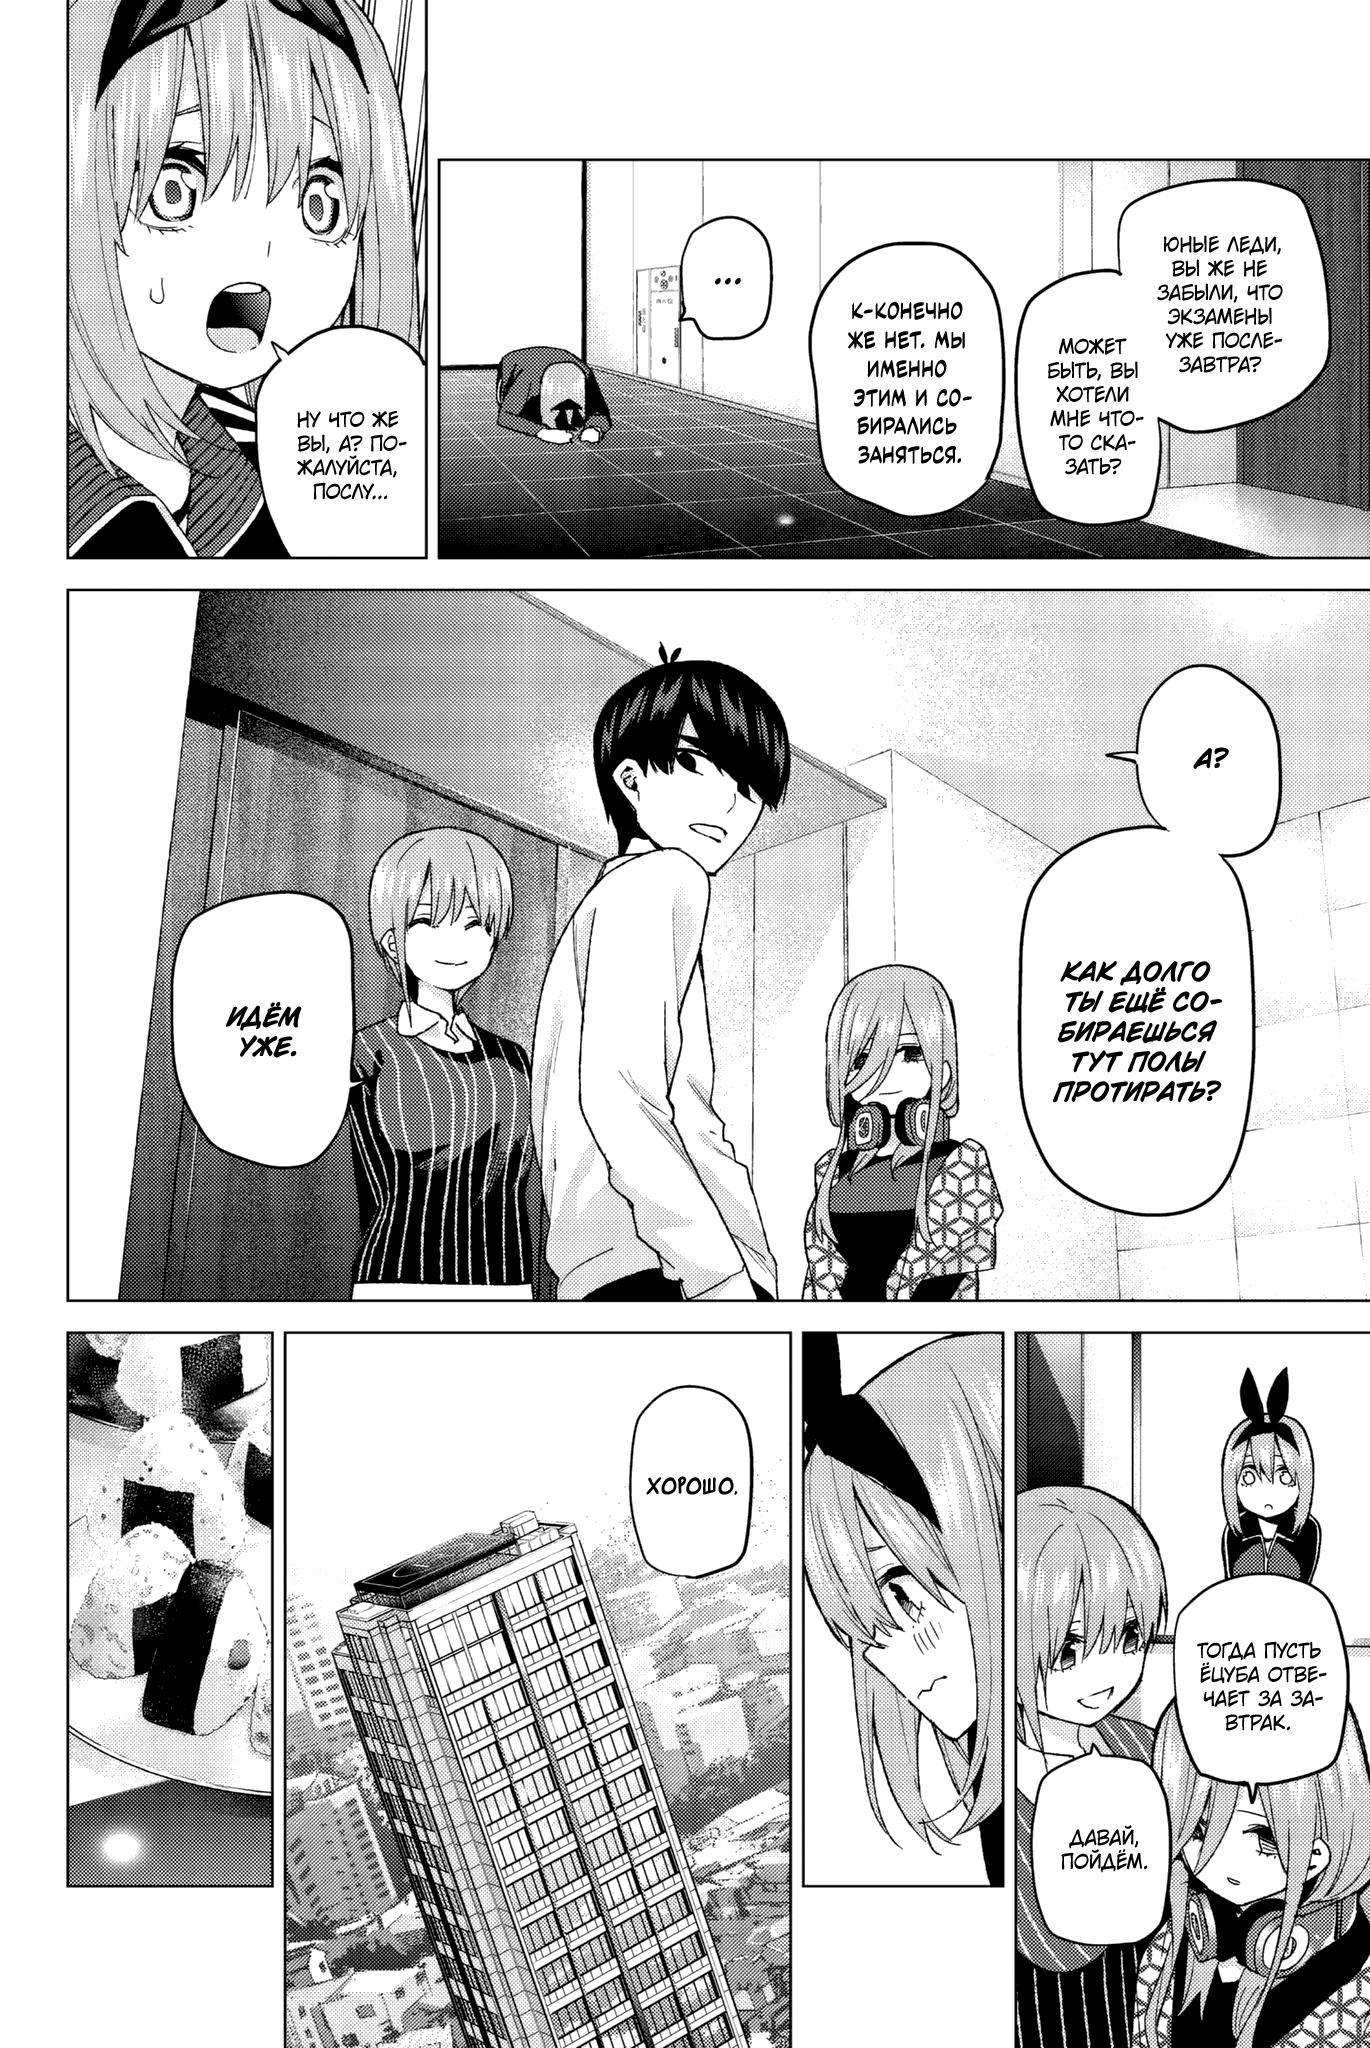 ЮНЫЕ ЛЕДИ,
ВЫ ЖЕ НЕ
ЗАБЫЛИ, ЧТО
ЭКЗАМЕНЫ
УЖЕ ПОСЛЕ-
ЗАВТРА?
МОЖЕТ
БЫТЬ, ВЫ
ХОТЕЛИ
МНЕ ЧТО-
ТО СКА-
ЗАТЬ?
К-КОНЕЧНО
ЖЕ НЕТ. МЫ
ИМЕННО
ЭТИМ И СО-
БИРАЛИСЬ
ЗАНЯТЬСЯ.
...
НУ ЧТО ЖЕ
ВЫ, А? ПО-
ЖАЛУЙСТА,
ПОСЛУ...
А?
КАК ДОЛГО
ТЫ ЕЩЁ СО-
БИРАЕШЬСЯ
ТУТ ПОЛЫ
ПРОТИРАТЬ?
ИДЁМ
УЖЕ.
ТОГДА ПУСТЬ
ЁЦУБА ОТВЕ-
ЧАЕТ ЗА ЗА-
ВТРАК.
ДАВАЙ,
ПОЙДЁМ.
ХОРОШО.